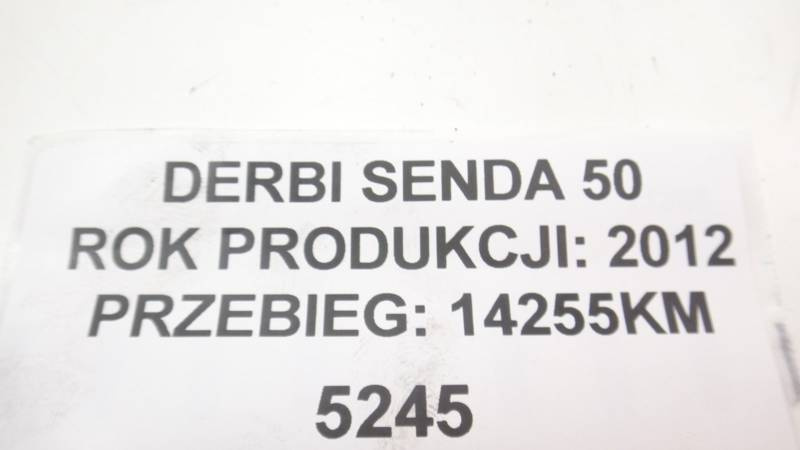 DERBI SENDA 50
ROK PRODUKCJI: 2012
PRZEBIEG: 14255KM
5245